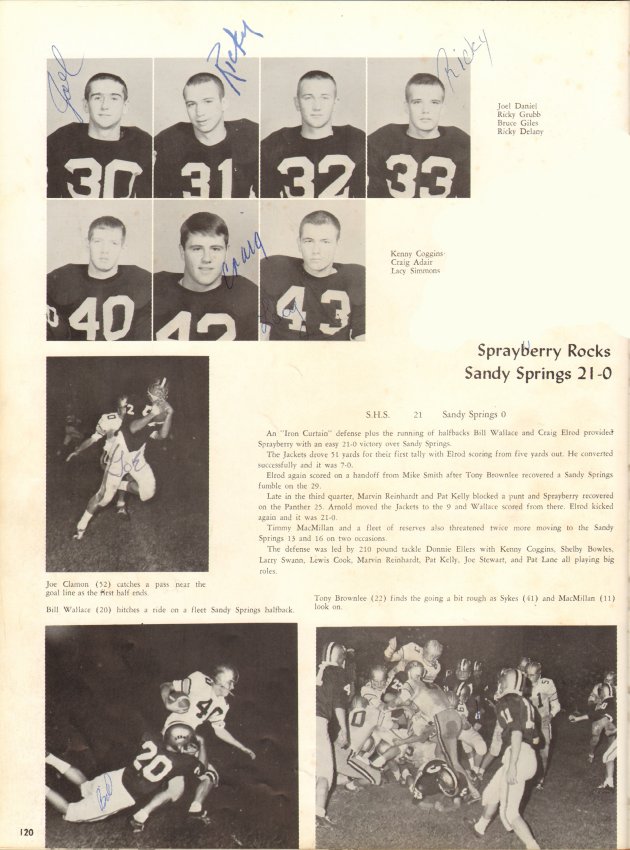 Joel
Ricky
Ricky
30
31
32
33
Joel Daniel
Ricky Grubb
Bruce Giles
Ricky Delany
Craig
Lacy
40
42
43
Kenny Coggins
Craig Adair
Lacy Simmons
Sprayberry Rocks
Sandy Springs 21-0
S.H.S. 21 Sandy Springs 0
An "Iron Curtain" defense plus the running of halfbacks Bill Wallace and Craig Elrod provided
Sprayberry with an easy 21-0 victory over Sandy Springs.
The Jackets drove 51 yards for their first tally with Elrod scoring from five yards out. He converted
successfully and it was 7-0.
Elrod again scored on a handoff from Mike Smith after Tony Brownlee recovered a Sandy Springs
fumble on the 29.
Late in the third quarter, Marvin Reinhardt and Pat Kelly blocked a punt and Sprayberry recovered
on the Panther 25. Arnold moved the Jackets to the 9 and Wallace scored from there. Elrod kicked
again and it was 21-0.
Timmy MacMillan and a fleet of reserves also threatened twice more moving to the Sandy
Springs 13 and 16 on two occasions.
The defense was led by 210 pound tackle Donnie Ellers with Kenny Coggins, Shelby Bowles,
Larry Swann, Lewis Cook, Marvin Reinhardt, Pat Kelly, Joe Stewart, and Pat Lane all playing big
roles.
Joe
Joe Clamon (52) catches a pass near the
goal line as the first half ends.
Bill Wallace (20) hitches a ride on a fleet Sandy Springs halfback.
Tony Brownlee (22) finds the going a bit rough as Sykes (41) and MacMillan (11)
look on.
40
20
Bill
11
120